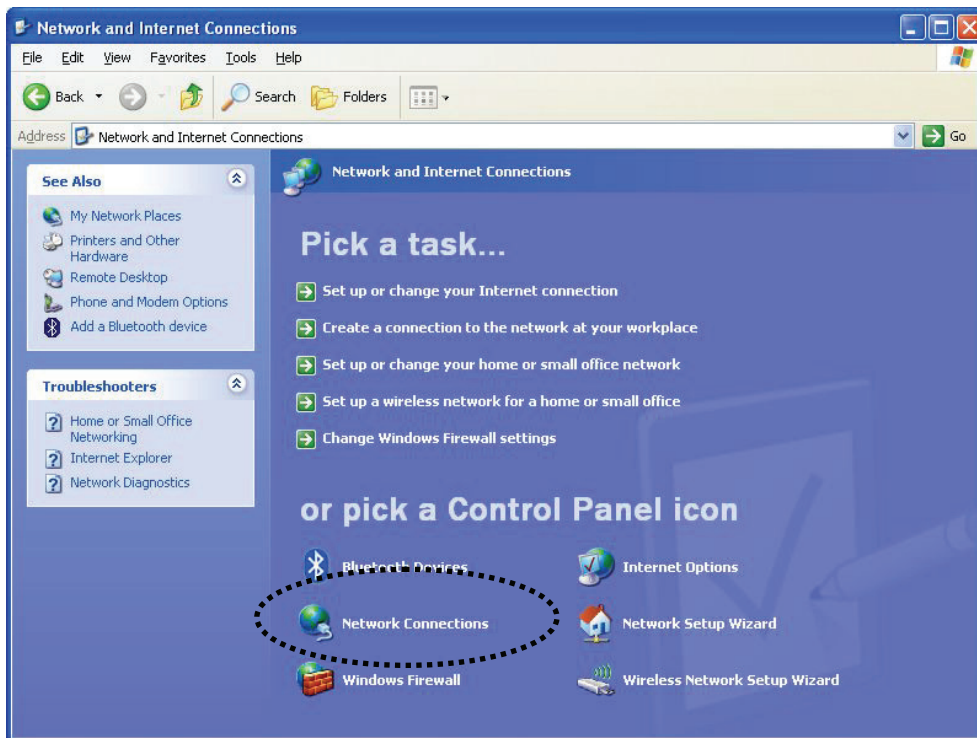 Network and Internet Connections
File Edit View Favorites Tools Help
Back Search Folders
Address Network and Internet Connections Go
See Also
My Network Places
Printers and Other
Hardware
Remote Desktop
Phone and Modem Options
Add a Bluetooth device
Troubleshooters
Home or Small Office
Networking
Internet Explorer
Network Diagnostics
Network and Internet Connections
Pick a task...
Set up or change your Internet connection
Create a connection to the network at your workplace
Set up or change your home or small office network
Set up a wireless network for a home or small office
Change Windows Firewall settings
or pick a Control Panel icon
Bluetooth Devices Internet Options
Network Connections Network Setup Wizard
Windows Firewall Wireless Network Setup Wizard